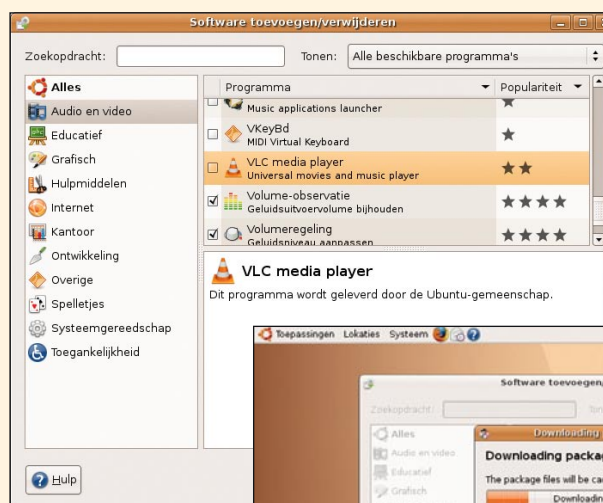 Software toevoegen/verwijderen
Zoekopdracht: Tonen: Alle beschikbare programma's
Alles
Audio en video
Educatief
Grafisch
Hulpmiddelen
Internet
Kantoor
Ontwikkeling
Overige
Spelletjes
Systeemgereedschap
Toegankelijkheid
Hulp
Programma Populariteit
Music applications launcher
VKeyBd
MIDI Virtual Keyboard
VLC media player
Universal movies and music player
Volume-observatie
Geluidsuitvoervolume bijhouden
Volumeregeling
Geluidsniveau aanpassen
VLC media player
Dit programma wordt geleverd door de Ubuntu-gemeenschap.
Toepassingen Lokaties Systeem
Software toevoegen/
Zoekopdracht: Ton
Alles
Audio en video
Educatief
Grafisch
Downloading
Downloading packag
The package files will be ca
Downloadin